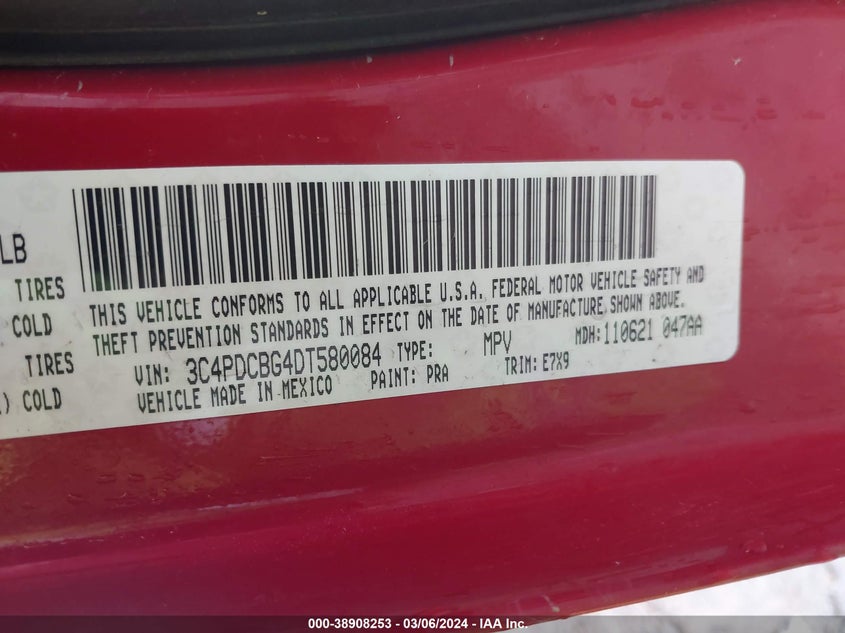 LB
TIRES
COLD
TIRES
) COLD
THIS VEHICLE CONFORMS TO ALL APPLICABLE U.S.A. FEDERAL MOTOR VEHICLE SAFETY AND
THEFT PREVENTION STANDARDS IN EFFECT ON THE DATE OF MANUFACTURE SHOWN ABOVE.
VIN: 3C4PDCBG4DT580084 TYPE: MPV MDH: 110621 047AA
VEHICLE MADE IN MEXICO PAINT: PRA TRIM: E7X9
000-38908253 - 03/06/2024 - IAA Inc.